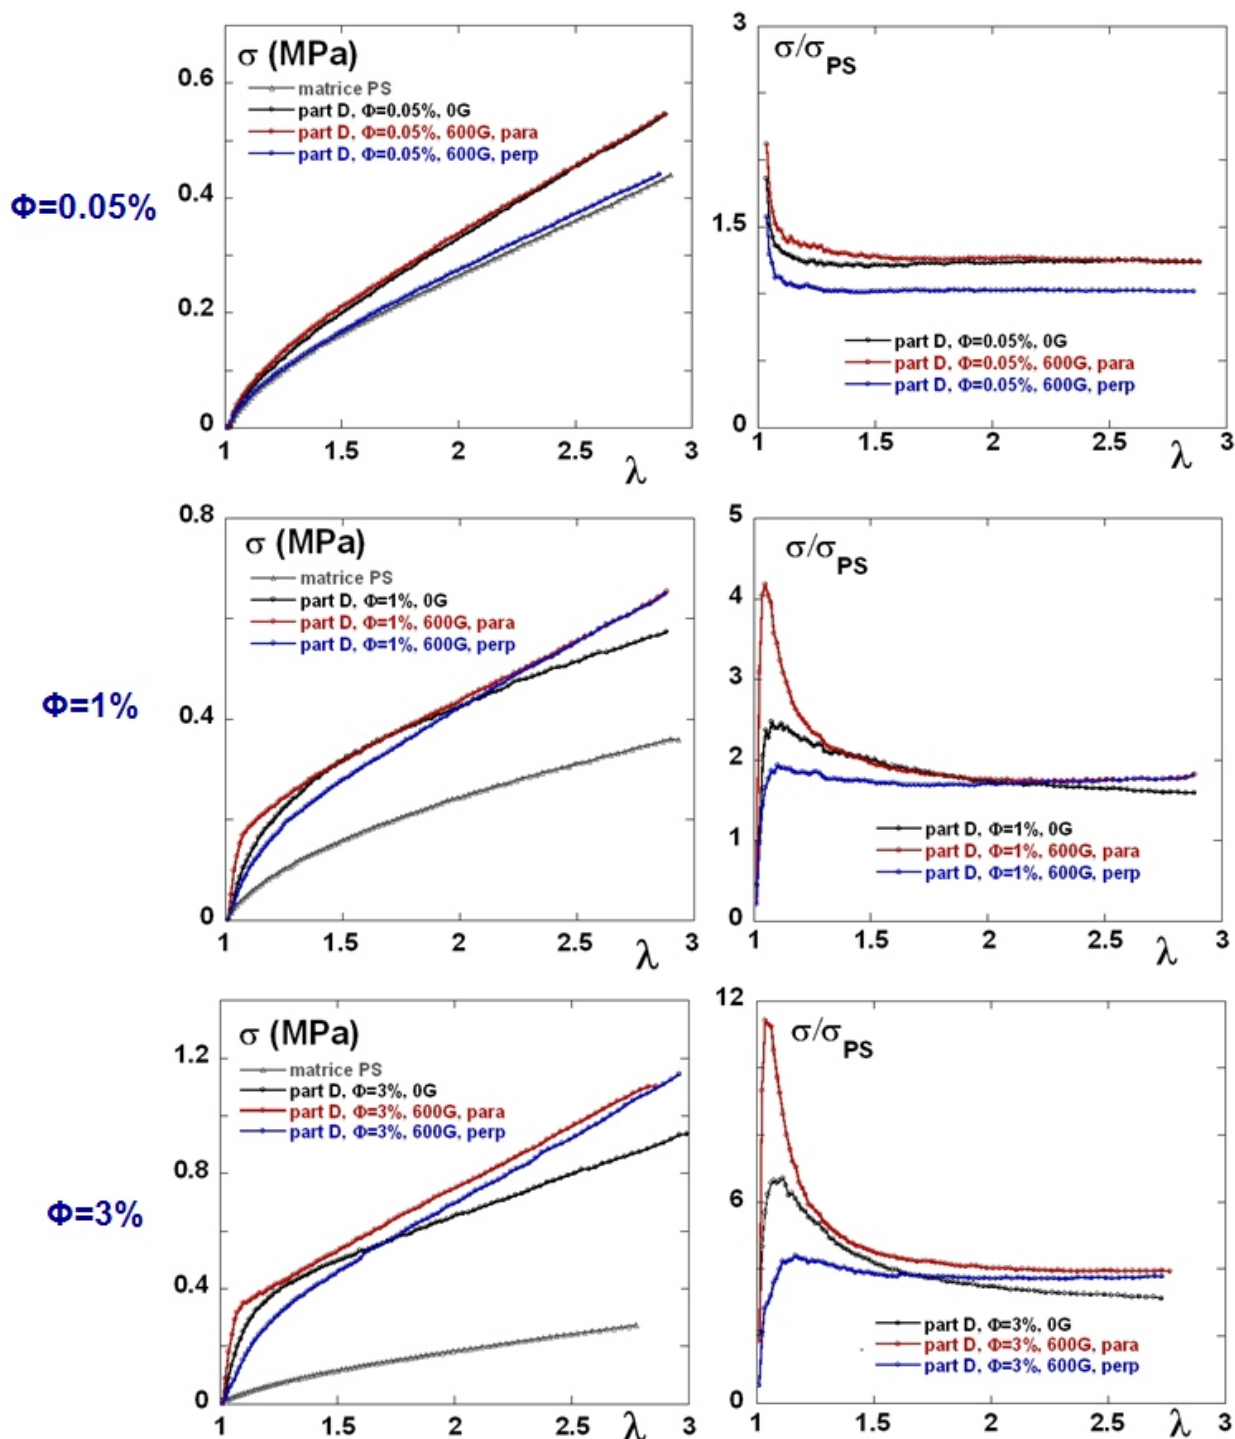 σ (MPa)
matrice PS
part D, Φ=0.05%, 0G
part D, Φ=0.05%, 600G, para
part D, Φ=0.05%, 600G, perp
0.6
0.4
0.2
0
1 1.5 2 2.5 3
λ
Φ=0.05%
σ/σPS
3
1.5
0
part D, Φ=0.05%, 0G
part D, Φ=0.05%, 600G, para
part D, Φ=0.05%, 600G, perp
1 1.5 2 2.5 3
λ
σ (MPa)
matrice PS
part D, Φ=1%, 0G
part D, Φ=1%, 600G, para
part D, Φ=1%, 600G, perp
0.8
0.4
0
1 1.5 2 2.5 3
λ
Φ=1%
σ/σPS
5
4
3
2
1
0
part D, Φ=1%, 0G
part D, Φ=1%, 600G, para
part D, Φ=1%, 600G, perp
1 1.5 2 2.5 3
λ
σ (MPa)
matrice PS
part D, Φ=3%, 0G
part D, Φ=3%, 600G, para
part D, Φ=3%, 600G, perp
1.2
0.8
0.4
0
1 1.5 2 2.5 3
λ
Φ=3%
σ/σPS
12
6
0
part D, Φ=3%, 0G
part D, Φ=3%, 600G, para
part D, Φ=3%, 600G, perp
1 1.5 2 2.5 3
λ